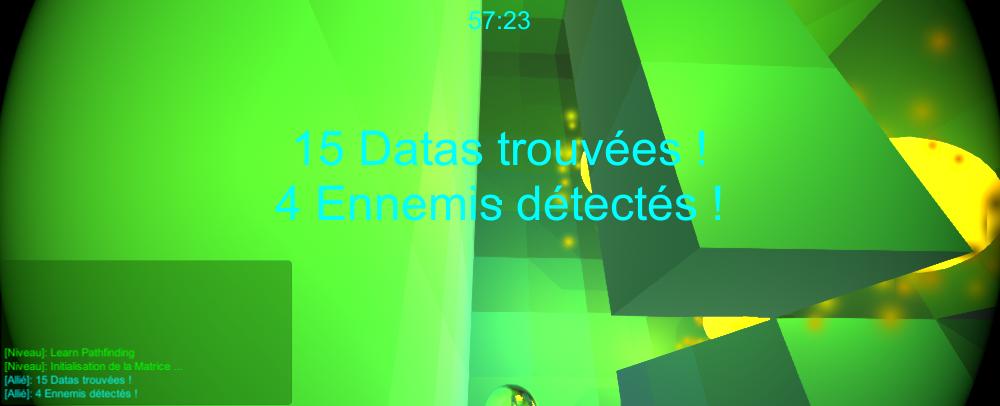 57:23
15 Datas trouvées !
4 Ennemis détectés !
[Niveau]: Learn Pathfinding
[Niveau]: Initialisation de la Matrice ...
[Allié]: 15 Datas trouvées !
[Allié]: 4 Ennemis détectés !